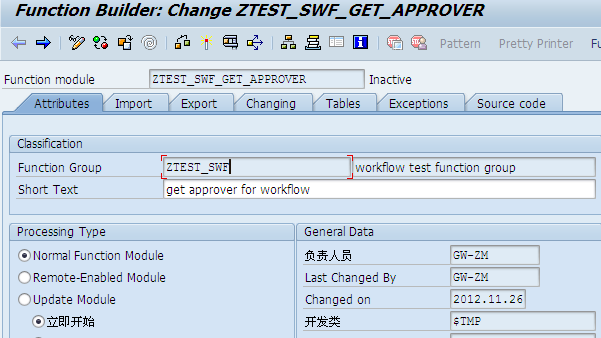 Function Builder: Change ZTEST_SWF_GET_APPROVER
Pattern Pretty Printer Fu
Function module ZTEST_SWF_GET_APPROVER Inactive
Attributes Import Export Changing Tables Exceptions Source code
Classification
Function Group ZTEST_SWF workflow test function group
Short Text get approver for workflow
Processing Type
Normal Function Module
Remote-Enabled Module
Update Module
立即开始
General Data
负责人员 GW-ZM
Last Changed By GW-ZM
Changed on 2012.11.26
开发类 $TMP